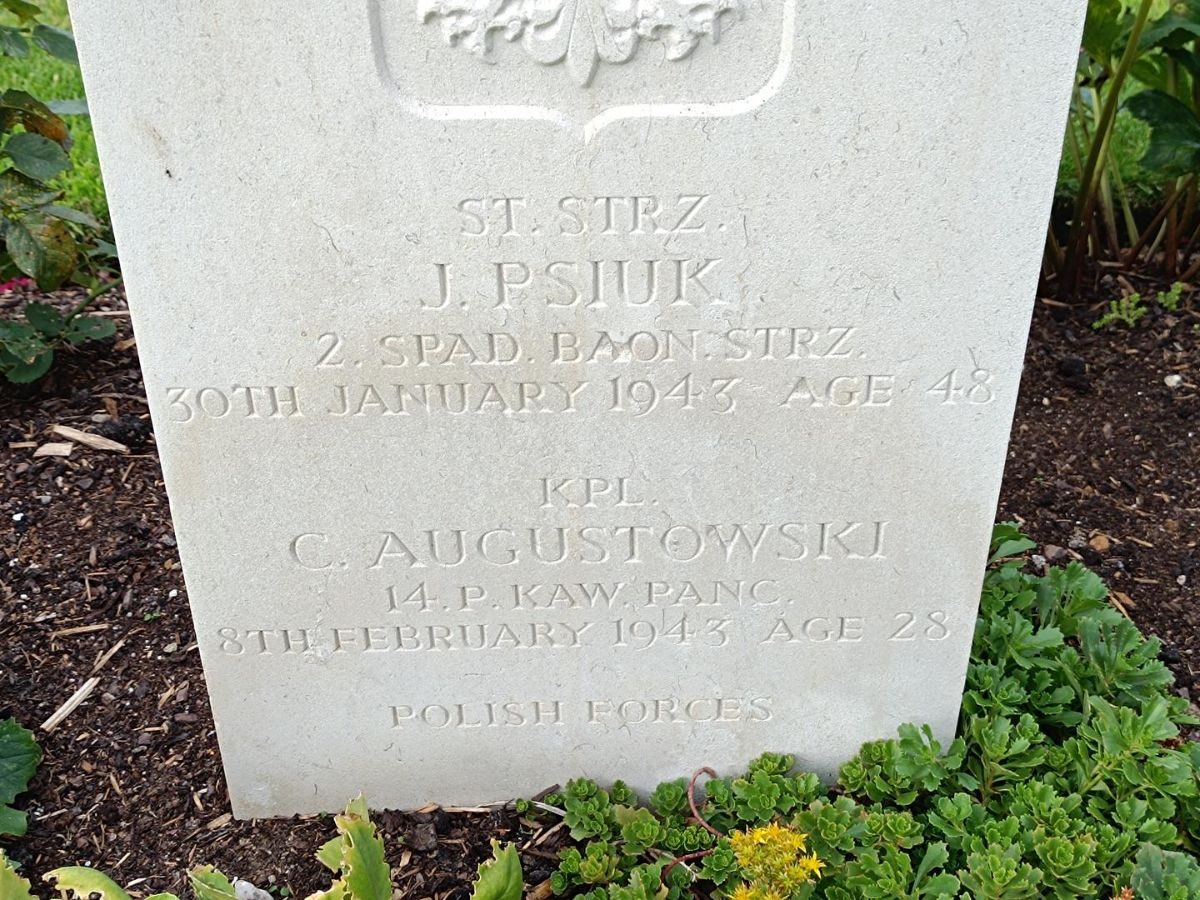 ST. STRZ.
J. PSIUK
2. SPAD. BAON. STRZ.
30TH JANUARY 1943 AGE 48
KPL.
C. AUGUSTOWSKI
14. P. KAW. PANC.
8TH FEBRUARY 1943 AGE 28
POLISH FORCES